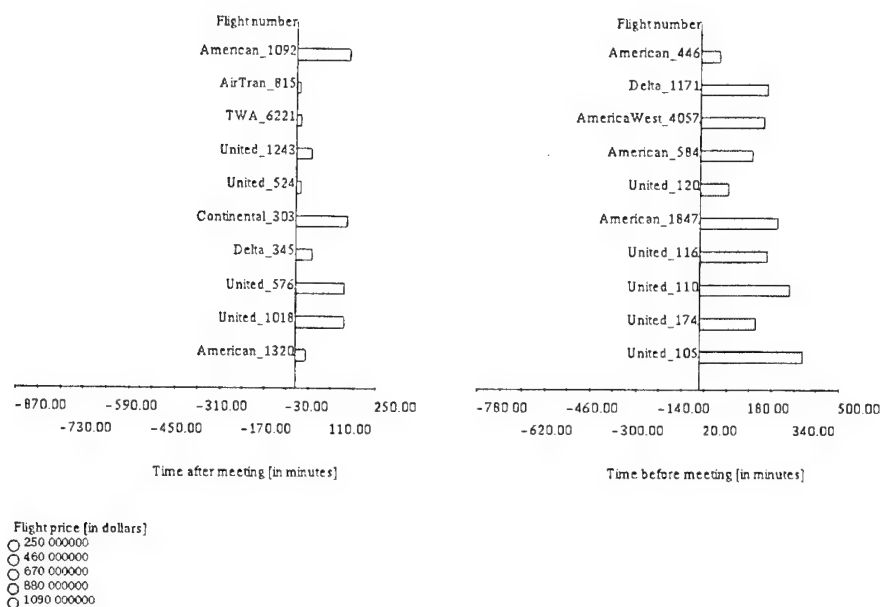 Flight number
American_1092
AirTran_815
TWA_6221
United_1243
United_524
Continental_303
Delta_345
United_576
United_1018
American_1320
-870.00 -590.00 -310.00 -30.00 250.00
-730.00 -450.00 -170.00 110.00
Time after meeting [in minutes]
Flight number
American_446
Delta_1171
AmericaWest_4057
American_584
United_120
American_1847
United_116
United_110
United_174
United_105
-780.00 -460.00 -140.00 180.00 500.00
-620.00 -300.00 20.00 340.00
Time before meeting [in minutes]
Flight price [in dollars]
250 000000
460 000000
670 000000
880 000000
1090 000000